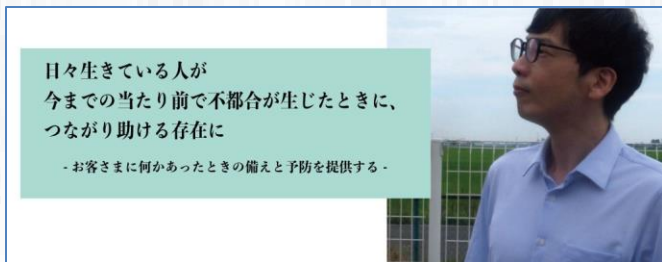 日々生きている人が
今までの当たり前で不都合が生じたときに、
つながり助ける存在に
- お客さまに何かあったときの備えと予防を提供する -